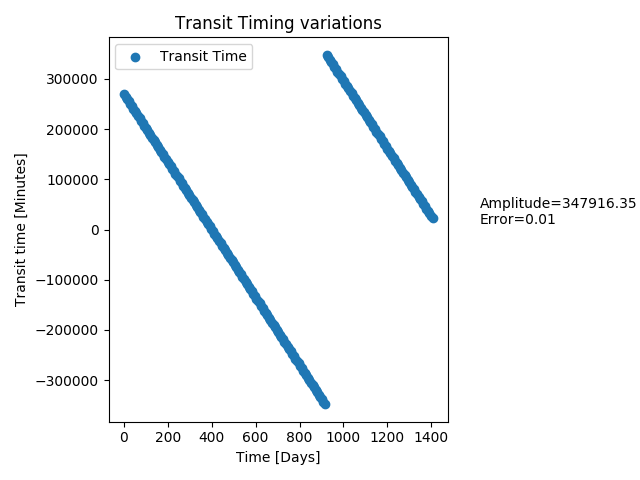 Transit Timing variations
Transit Time
300000
200000
100000
0
−100000
−200000
−300000
Transit time [Minutes]
0 200 400 600 800 1000 1200 1400
Time [Days]
Amplitude=347916.35
Error=0.01